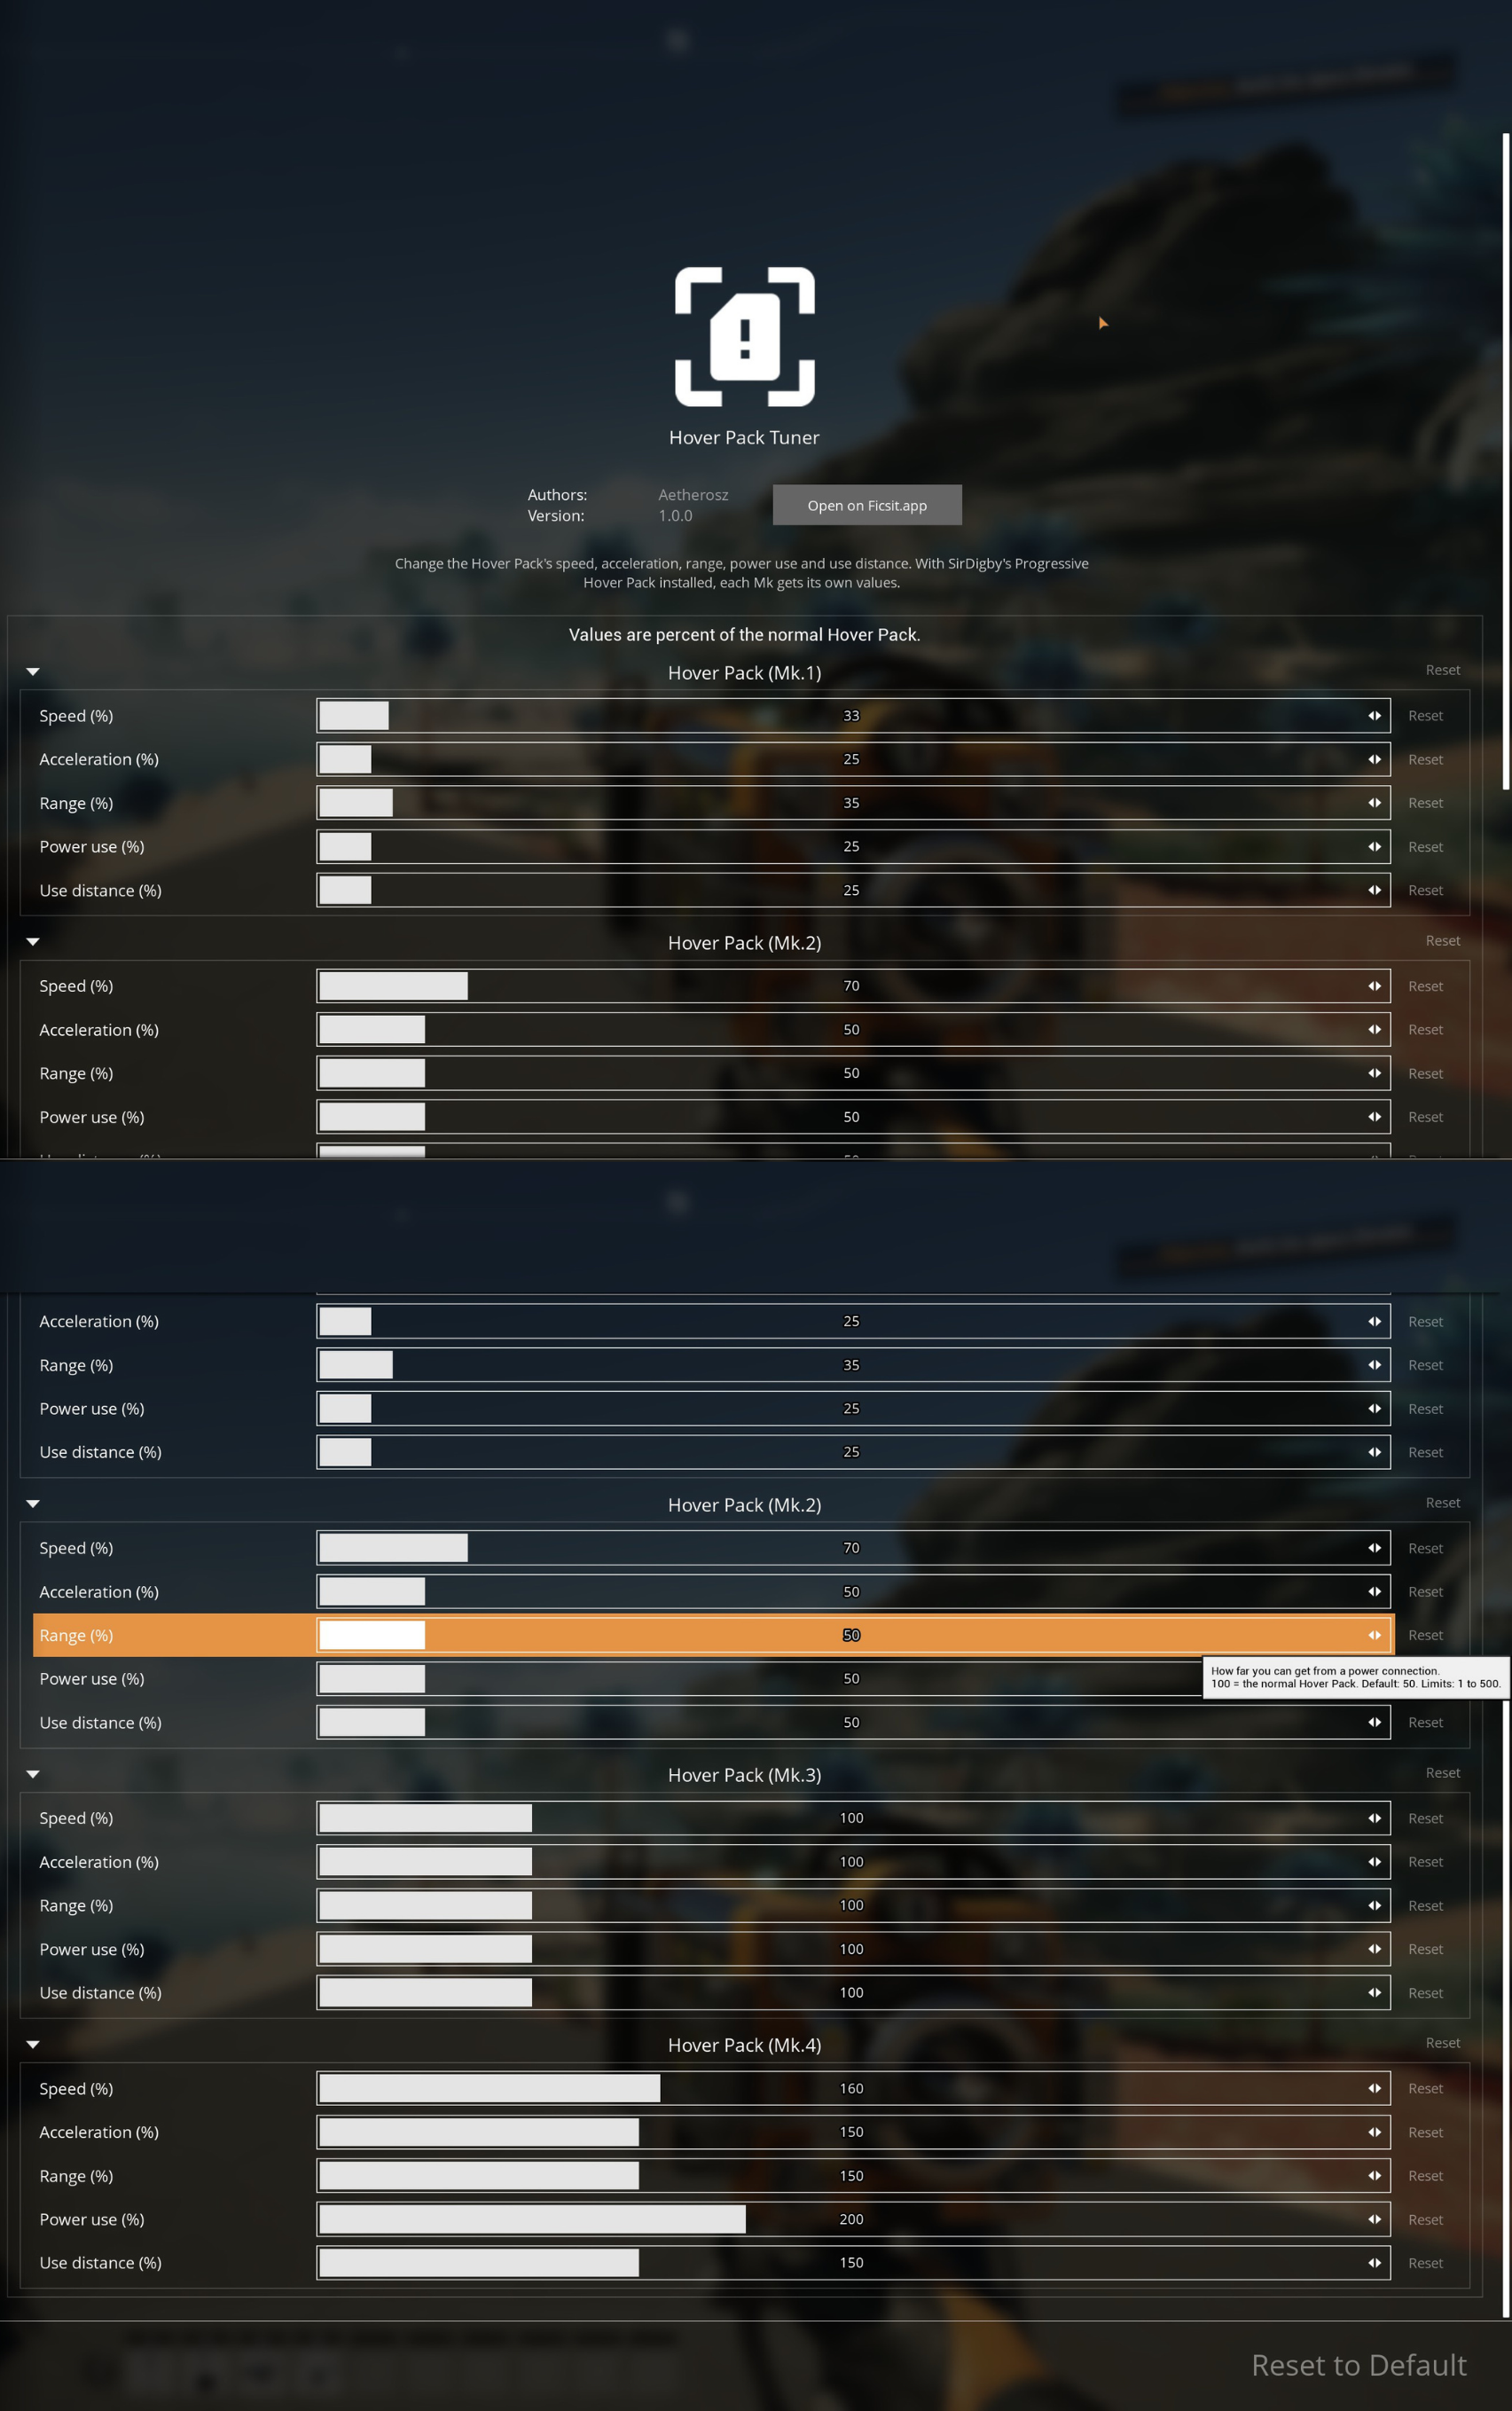 Hover Pack Tuner
Authors: Aetherosz
Version: 1.0.0
Open on Ficsit.app
Change the Hover Pack's speed, acceleration, range, power use and use distance. With SirDigby's Progressive
Hover Pack installed, each Mk gets its own values.
Values are percent of the normal Hover Pack.
Hover Pack (Mk.1) Reset
Speed (%) 33 Reset
Acceleration (%) 25 Reset
Range (%) 35 Reset
Power use (%) 25 Reset
Use distance (%) 25 Reset
Hover Pack (Mk.2) Reset
Speed (%) 70 Reset
Acceleration (%) 50 Reset
Range (%) 50 Reset
Power use (%) 50 Reset
Acceleration (%) 25 Reset
Range (%) 35 Reset
Power use (%) 25 Reset
Use distance (%) 25 Reset
Hover Pack (Mk.2) Reset
Speed (%) 70 Reset
Acceleration (%) 50 Reset
Range (%) 50 Reset
How far you can get from a power connection.
100 = the normal Hover Pack. Default: 50. Limits: 1 to 500.
Power use (%) 50
Use distance (%) 50 Reset
Hover Pack (Mk.3) Reset
Speed (%) 100 Reset
Acceleration (%) 100 Reset
Range (%) 100 Reset
Power use (%) 100 Reset
Use distance (%) 100 Reset
Hover Pack (Mk.4) Reset
Speed (%) 160 Reset
Acceleration (%) 150 Reset
Range (%) 150 Reset
Power use (%) 200 Reset
Use distance (%) 150 Reset
Reset to Default